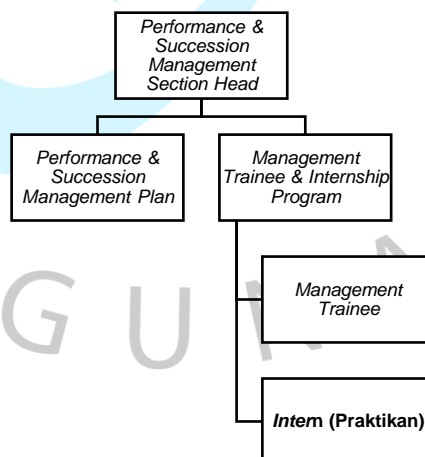 Performance &
Succession
Management
Section Head
Performance &
Succession
Management Plan
Management
Trainee & Internship
Program
Management
Trainee
Intern (Praktikan)
G U N A